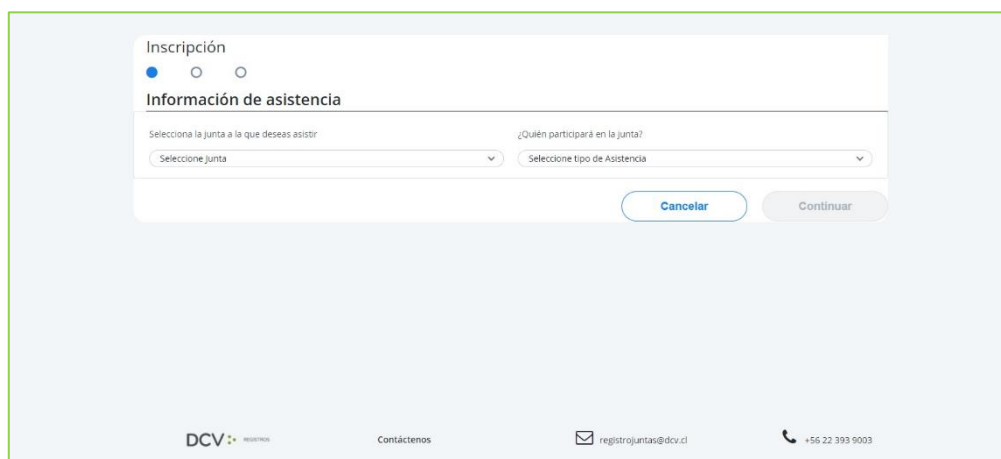 Inscripción
Información de asistencia
Selecciona la junta a la que deseas asistir
¿Quién participará en la junta?
Seleccione Junta
Seleccione tipo de Asistencia
Cancelar
Continuar
DCV REGISTROS
Contáctenos
registrojuntas@dcv.cl
+56 22 393 9003